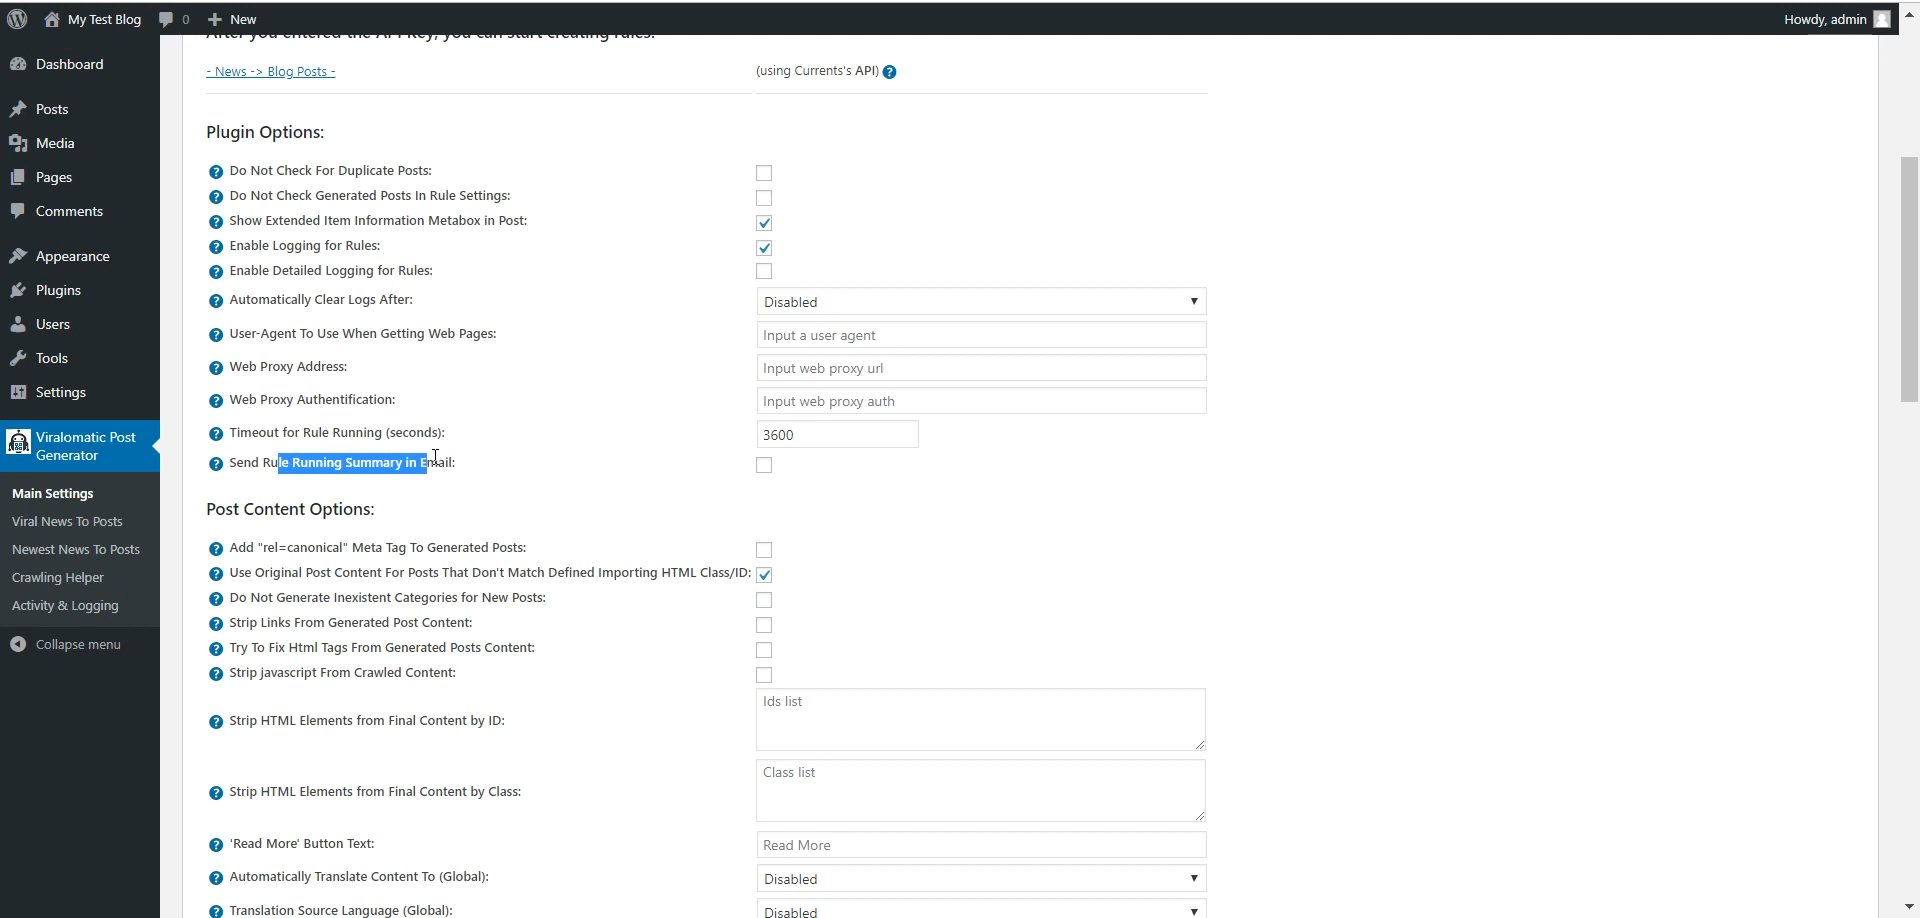 My Test Blog
0
New
Howdy, admin
After you entered the API key, you can start creating rules.
Dashboard
Posts
Media
Pages
Comments
Appearance
Plugins
Users
Tools
Settings
Viralomatic Post
Generator
Main Settings
Viral News To Posts
Newest News To Posts
Crawling Helper
Activity & Logging
Collapse menu
- News -> Blog Posts -
(using Currents's API)
Plugin Options:
Do Not Check For Duplicate Posts:
Do Not Check Generated Posts In Rule Settings:
Show Extended Item Information Metabox in Post:
Enable Logging for Rules:
Enable Detailed Logging for Rules:
Automatically Clear Logs After:
Disabled
User-Agent To Use When Getting Web Pages:
Input a user agent
Web Proxy Address:
Input web proxy url
Web Proxy Authentification:
Input web proxy auth
Timeout for Rule Running (seconds):
3600
Send Rule Running Summary in Email:
Post Content Options:
Add "rel=canonical" Meta Tag To Generated Posts:
Use Original Post Content For Posts That Don't Match Defined Importing HTML Class/ID:
Do Not Generate Inexistent Categories for New Posts:
Strip Links From Generated Post Content:
Try To Fix Html Tags From Generated Posts Content:
Strip javascript From Crawled Content:
Strip HTML Elements from Final Content by ID:
Ids list
Strip HTML Elements from Final Content by Class:
Class list
'Read More' Button Text:
Read More
Automatically Translate Content To (Global):
Disabled
Translation Source Language (Global):
Disabled